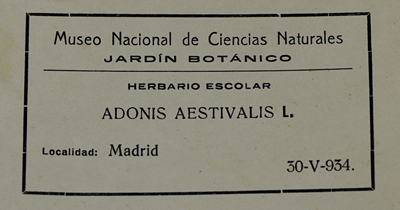 Museo Nacional de Ciencias Naturales
JARDÍN BOTÁNICO
HERBARIO ESCOLAR
ADONIS AESTIVALIS L.
Localidad: Madrid
30-V-934.